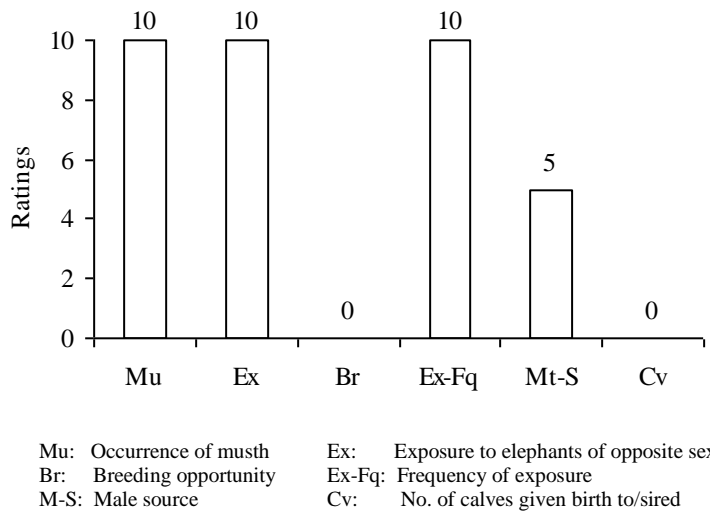 10 10 10
10
8
6
5
4
2
0 0
0
Ratings
Mu Ex Br Ex-Fq Mt-S Cv
Mu: Occurrence of musth Ex: Exposure to elephants of opposite sex
Br: Breeding opportunity Ex-Fq: Frequency of exposure
M-S: Male source Cv: No. of calves given birth to/sired